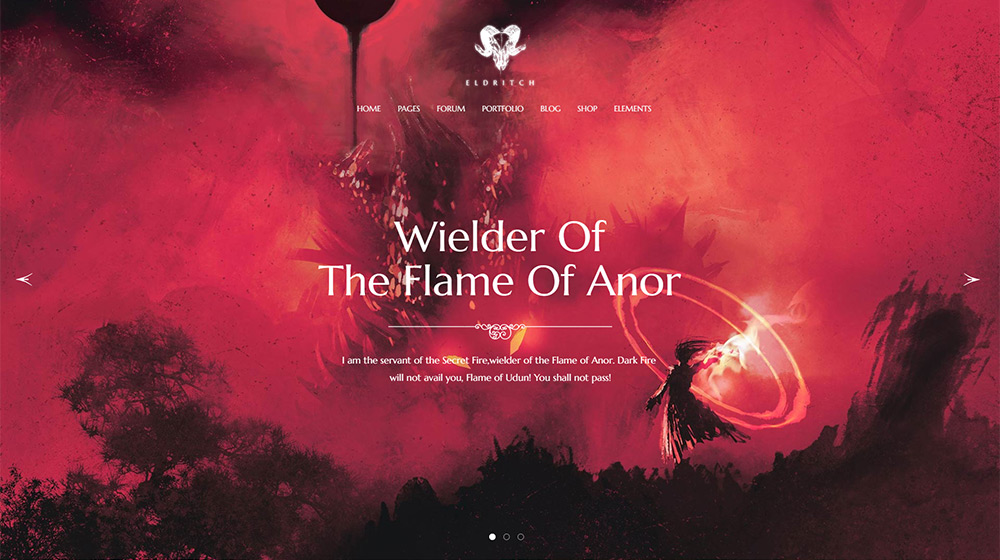 ELDRITCH
HOME PAGES FORUM PORTFOLIO BLOG SHOP ELEMENTS
Wielder Of
The Flame Of Anor
I am the servant of the Secret Fire,wielder of the Flame of Anor. Dark Fire
will not avail you, Flame of Udun! You shall not pass!